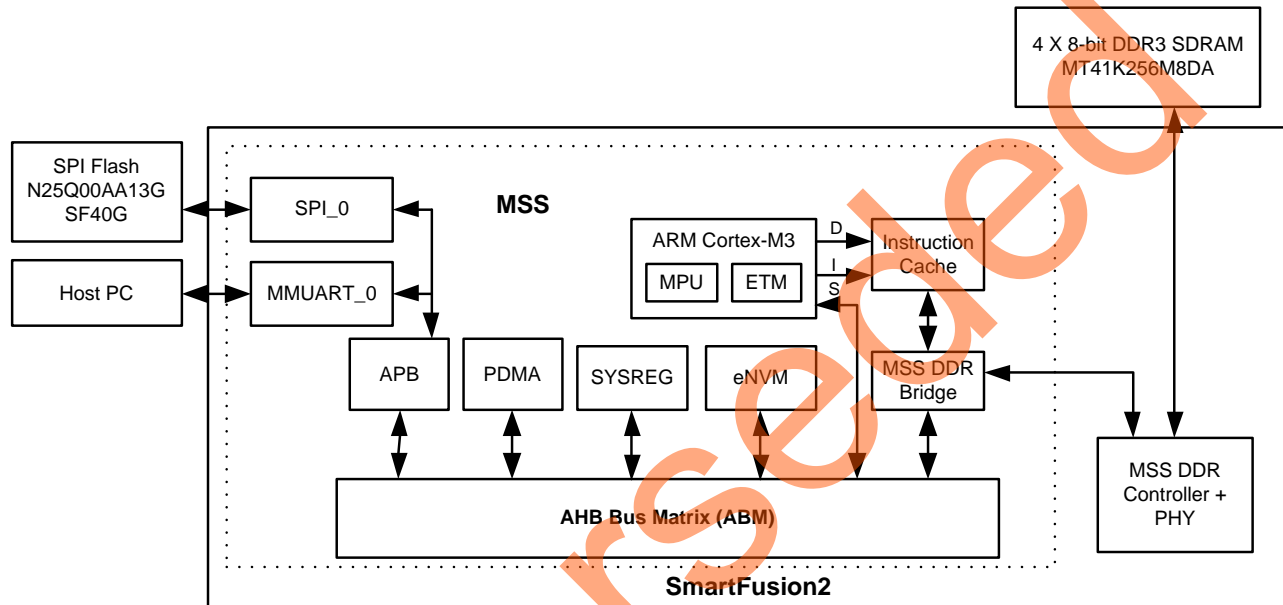 4 X 8-bit DDR3 SDRAM
MT41K256M8DA
SPI Flash
N25Q00AA13G
SF40G
SPI_0
MSS
ARM Cortex-M3
MPU
ETM
D
I
S
Instruction
Cache
Host PC
MMUART_0
APB
PDMA
SYSREG
eNVM
MSS DDR
Bridge
MSS DDR
Controller +
PHY
AHB Bus Matrix (ABM)
SmartFusion2
rseded